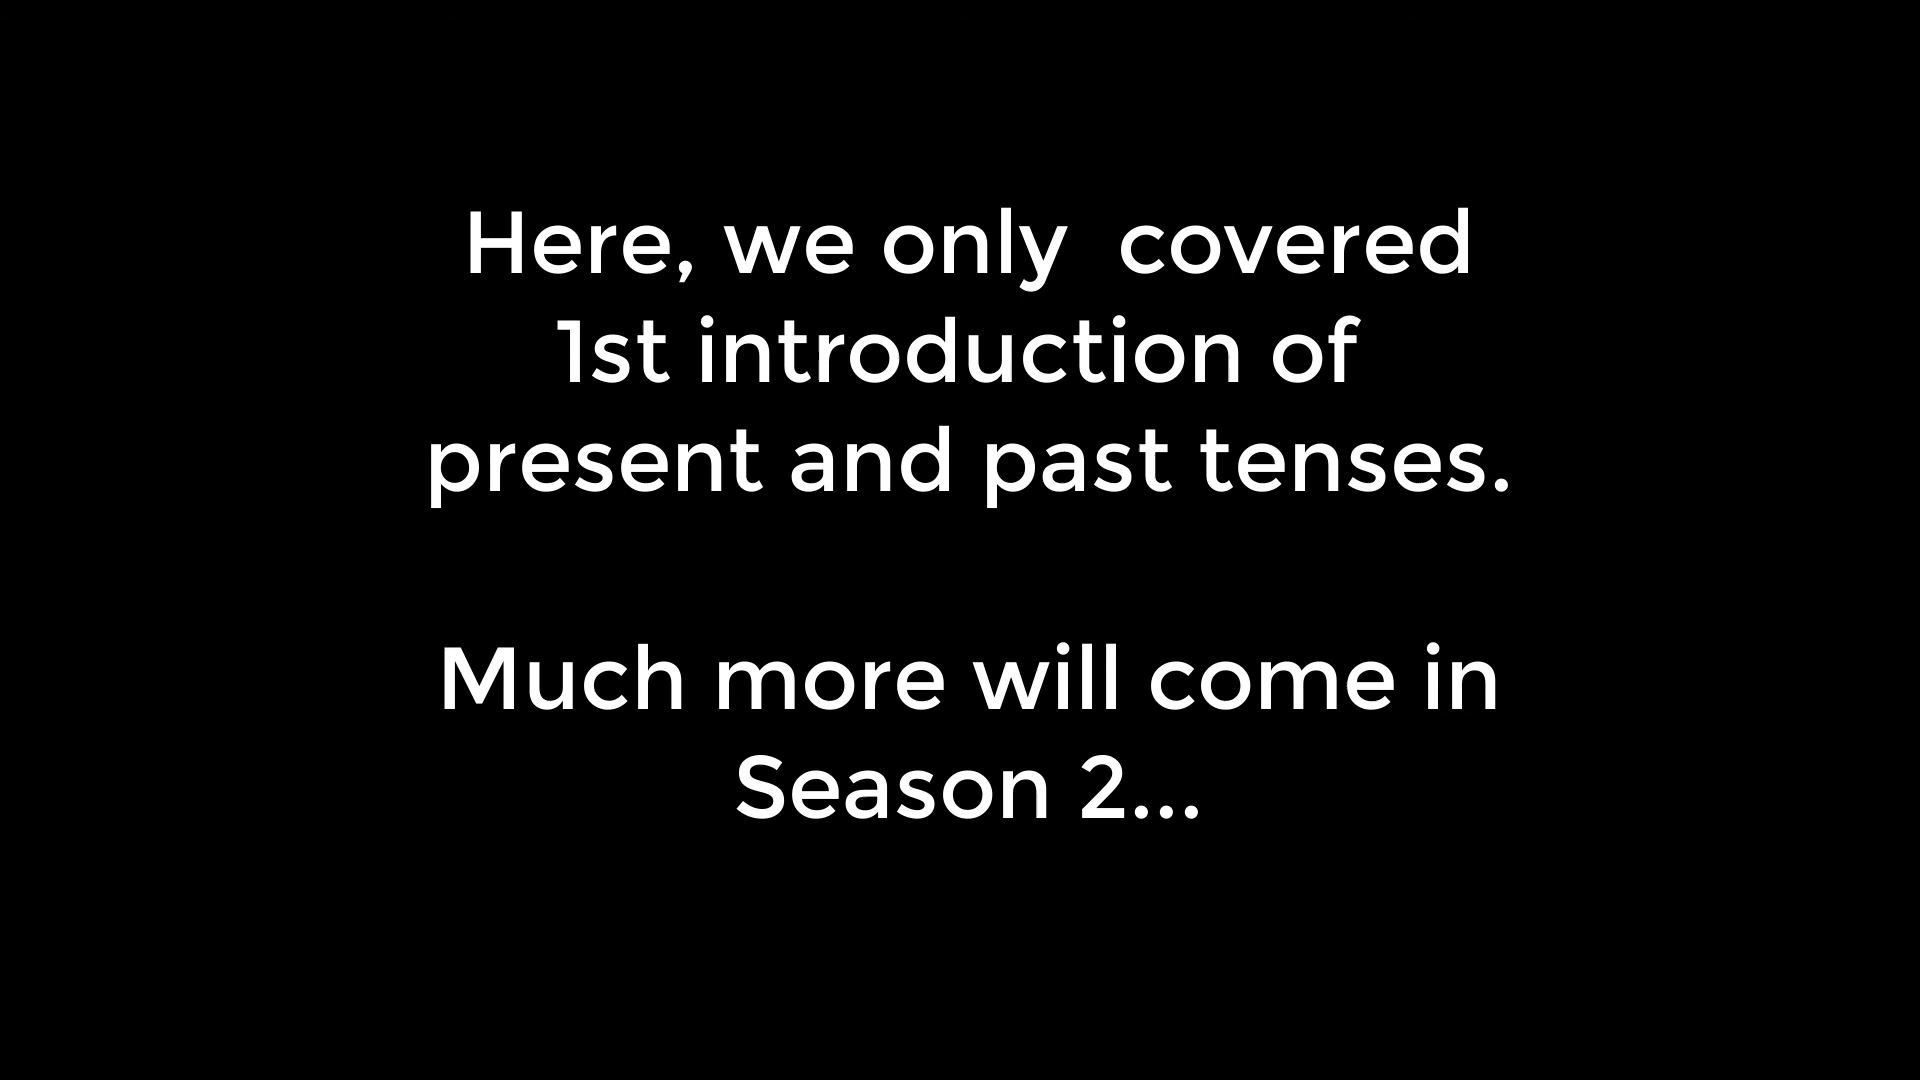 Here, we only  covered
1st introduction of
present and past tenses.
Much more will come in
Season 2...